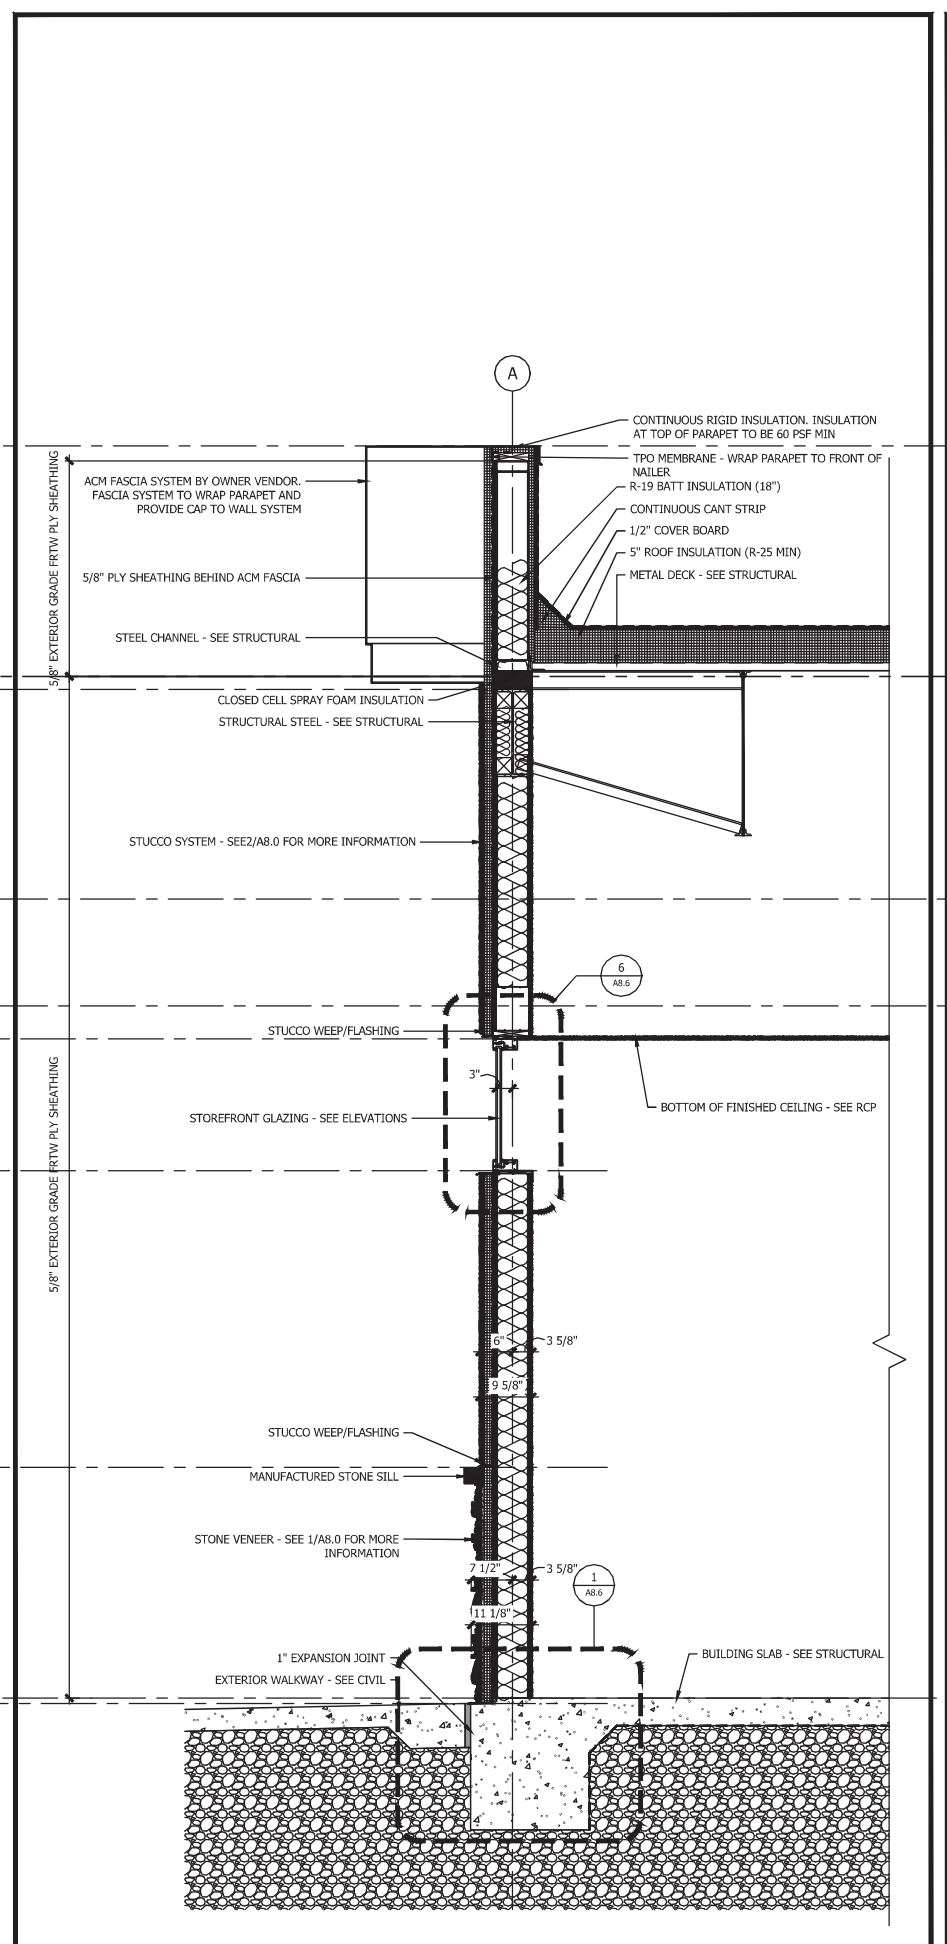 A
CONTINUOUS RIGID INSULATION. INSULATION
AT TOP OF PARAPET TO BE 60 PSF MIN
TPO MEMBRANE - WRAP PARAPET TO FRONT OF
NAILER
R-19 BATT INSULATION (18")
CONTINUOUS CANT STRIP
1/2" COVER BOARD
5" ROOF INSULATION (R-25 MIN)
METAL DECK - SEE STRUCTURAL
5/8" EXTERIOR GRADE FRTW PLY SHEATHING
ACM FASCIA SYSTEM BY OWNER VENDOR.
FASCIA SYSTEM TO WRAP PARAPET AND
PROVIDE CAP TO WALL SYSTEM
5/8" PLY SHEATHING BEHIND ACM FASCIA
STEEL CHANNEL - SEE STRUCTURAL
CLOSED CELL SPRAY FOAM INSULATION
STRUCTURAL STEEL - SEE STRUCTURAL
STUCCO SYSTEM - SEE2/A8.0 FOR MORE INFORMATION
6
A8.6
STUCCO WEEP/FLASHING
3"
STOREFRONT GLAZING - SEE ELEVATIONS
BOTTOM OF FINISHED CEILING - SEE RCP
5/8" EXTERIOR GRADE FRTW PLY SHEATHING
6"
3 5/8"
9 5/8"
STUCCO WEEP/FLASHING
MANUFACTURED STONE SILL
STONE VENEER - SEE 1/A8.0 FOR MORE
INFORMATION
7 1/2"
3 5/8"
1
A8.6
11 1/8"
1" EXPANSION JOINT
EXTERIOR WALKWAY - SEE CIVIL
BUILDING SLAB - SEE STRUCTURAL